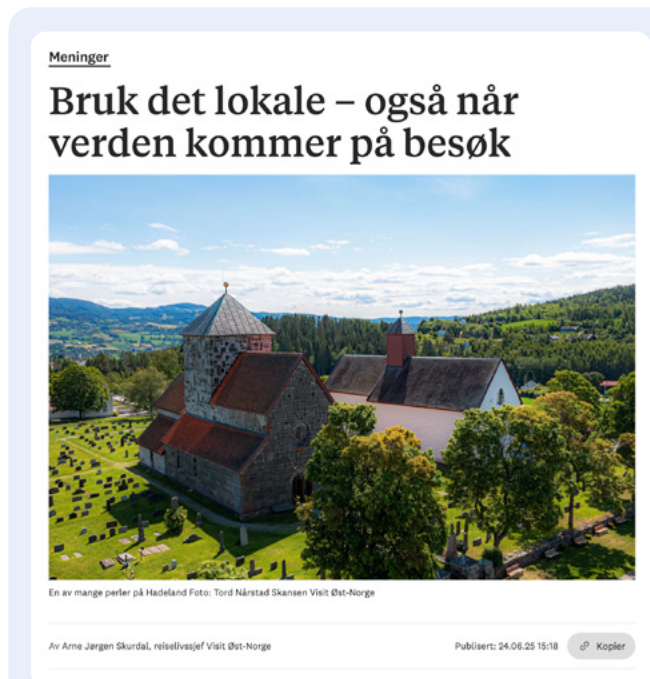 Meninger
Bruk det lokale – også når
verden kommer på besøk
En av mange perler på Hadeland Foto: Tord Nårstad Skansen Visit Øst-Norge
Av Arne Jørgen Skurdal, reiselivssjef Visit Øst-Norge
Publisert: 24.06.25 15:18
Kopier